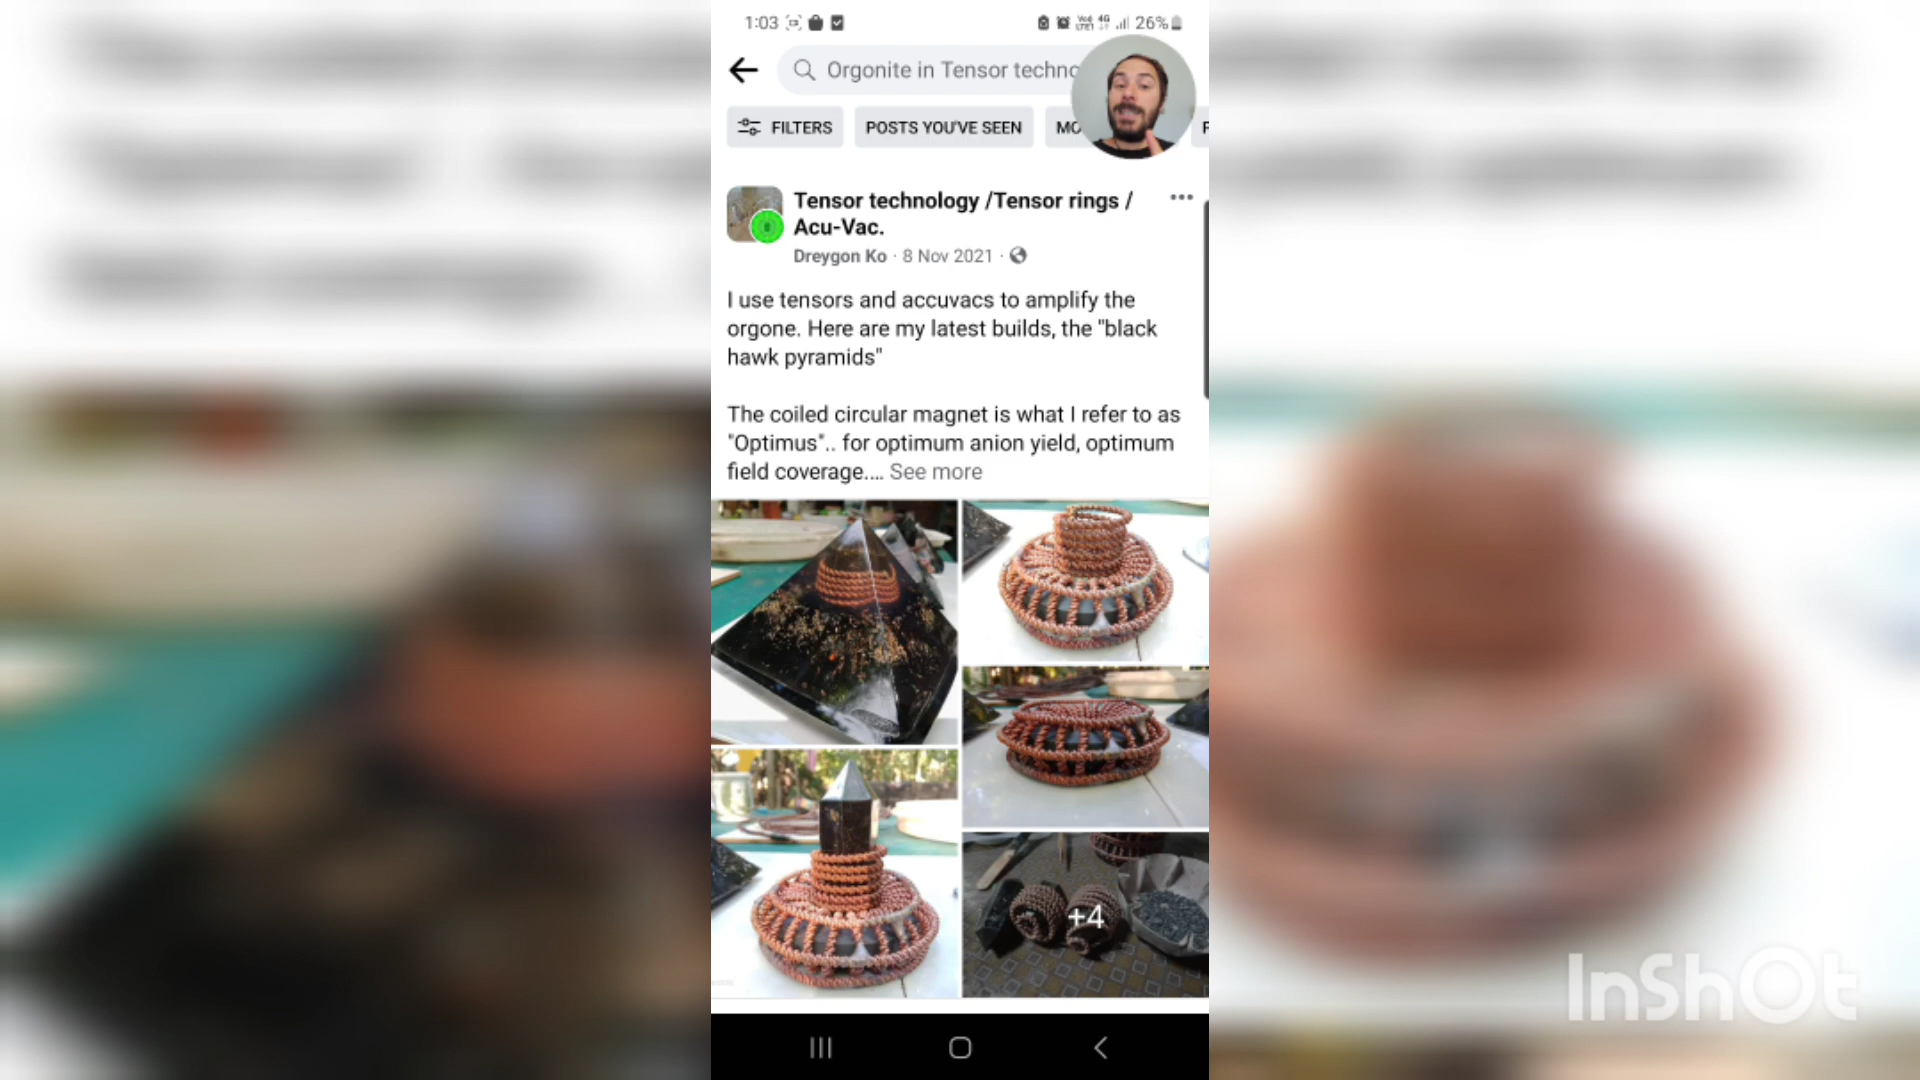 1:03
VoLTE1 4G 26%
Orgonite in Tensor techno
FILTERS
POSTS YOU'VE SEEN
MO
Tensor technology /Tensor rings /
Acu-Vac.
Dreygon Ko · 8 Nov 2021 ·
I use tensors and accuvacs to amplify the
orgone. Here are my latest builds, the "black
hawk pyramids"
The coiled circular magnet is what I refer to as
"Optimus".. for optimum anion yield, optimum
field coverage.... See more
+4
InShOt